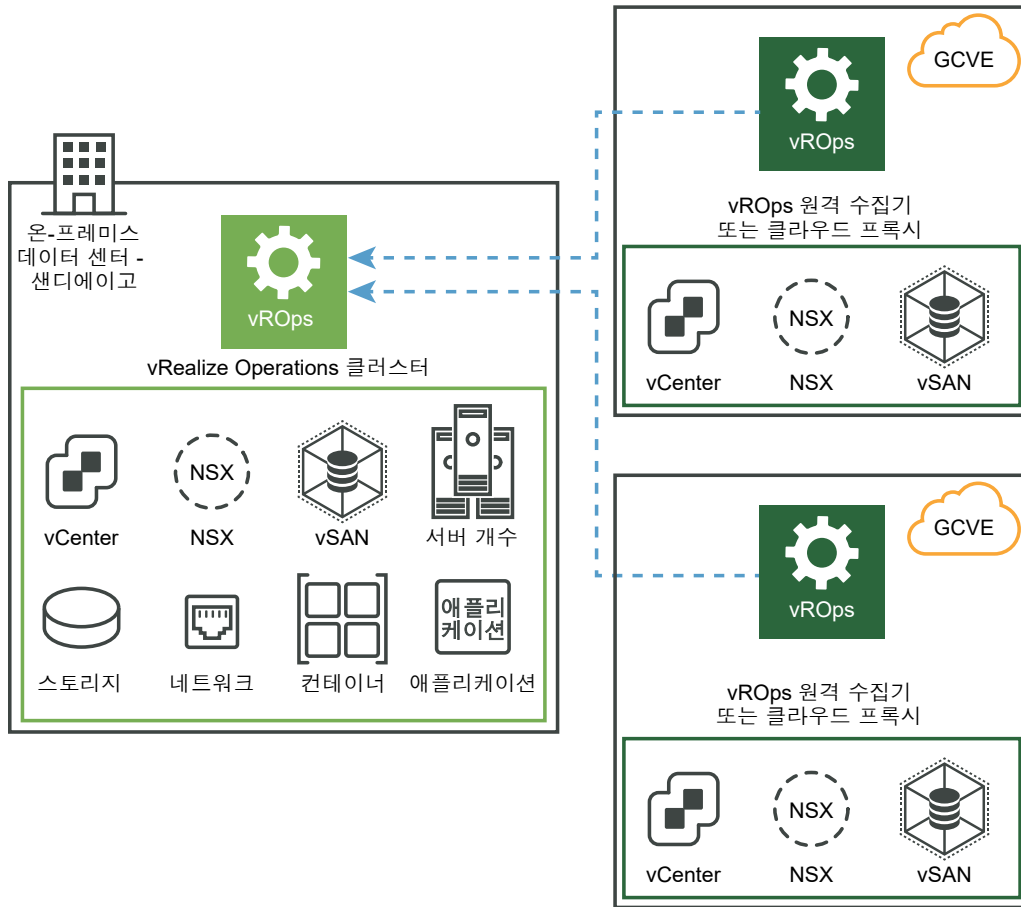 온-프레미스
데이터 센터 -
샌디에이고
vROps
vRealize Operations 클러스터
NSX
vCenter
NSX
vSAN
서버 개수
애플리
케이션
스토리지
네트워크
컨테이너
애플리케이션
GCVE
vROps
vROps 원격 수집기
또는 클라우드 프록시
NSX
vCenter
NSX
vSAN
GCVE
vROps
vROps 원격 수집기
또는 클라우드 프록시
NSX
vCenter
NSX
vSAN